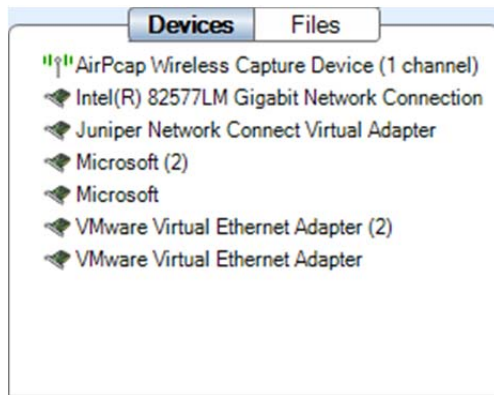 Devices Files
AirPcap Wireless Capture Device (1 channel)
Intel(R) 82577LM Gigabit Network Connection
Juniper Network Connect Virtual Adapter
Microsoft (2)
Microsoft
VMware Virtual Ethernet Adapter (2)
VMware Virtual Ethernet Adapter